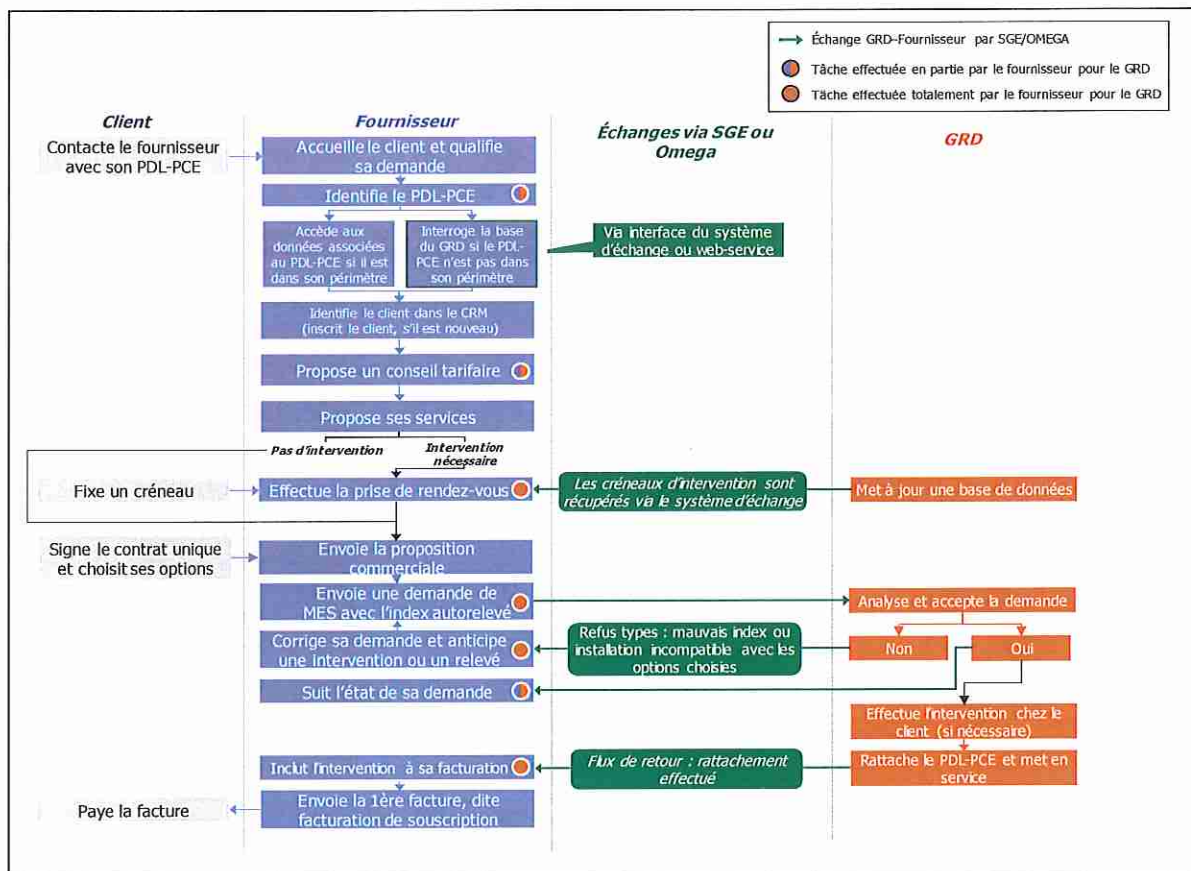 Échange GRD-Fournisseur par SGE/OMEGA
Tâche effectuée en partie par le fournisseur pour le GRD
Tâche effectuée totalement par le fournisseur pour le GRD
Client
Fournisseur
Échanges via SGE ou
Omega
GRD
Contacte le fournisseur
avec son PDL-PCE
Accueille le client et qualifie
sa demande
Identifie le PDL-PCE
Accède aux
données associées
au PDL-PCE si il est
dans son périmètre
Interroge la base
du GRD si le PDL-
PCE n'est pas dans
son périmètre
Via interface du système
d'échange ou web-service
Identifie le client dans le CRM
(inscrit le client, s'il est nouveau)
Propose un conseil tarifaire
Propose ses services
Pas d'intervention
Intervention
nécessaire
Fixe un créneau
Effectue la prise de rendez-vous
Les créneaux d'intervention sont
récupérés via le système d'échange
Met à jour une base de données
Signe le contrat unique
et choisit ses options
Envoie la proposition
commerciale
Envoie une demande de
MES avec l'index autorelevé
Analyse et accepte la demande
Corrige sa demande et anticipe
une intervention ou un relevé
Refus types : mauvais index ou
installation incompatible avec les
options choisies
Non
Oui
Suit l'état de sa demande
Effectue l'intervention chez le
client (si nécessaire)
Inclut l'intervention à sa facturation
Flux de retour : rattachement
effectué
Rattache le PDL-PCE et met en
service
Paye la facture
Envoie la 1ère facture, dite
facturation de souscription